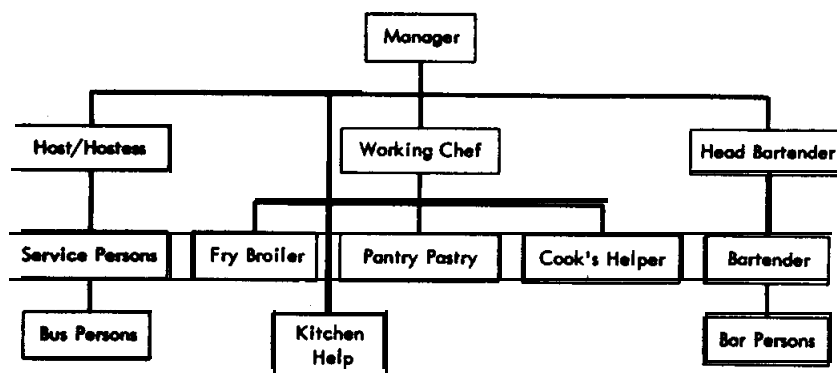 Manager
Host/Hostess
Working Chef
Head Bartender
Service Persons
Fry Broiler
Pantry Pastry
Cook's Helper
Bartender
Bus Persons
Kitchen
Help
Bar Persons